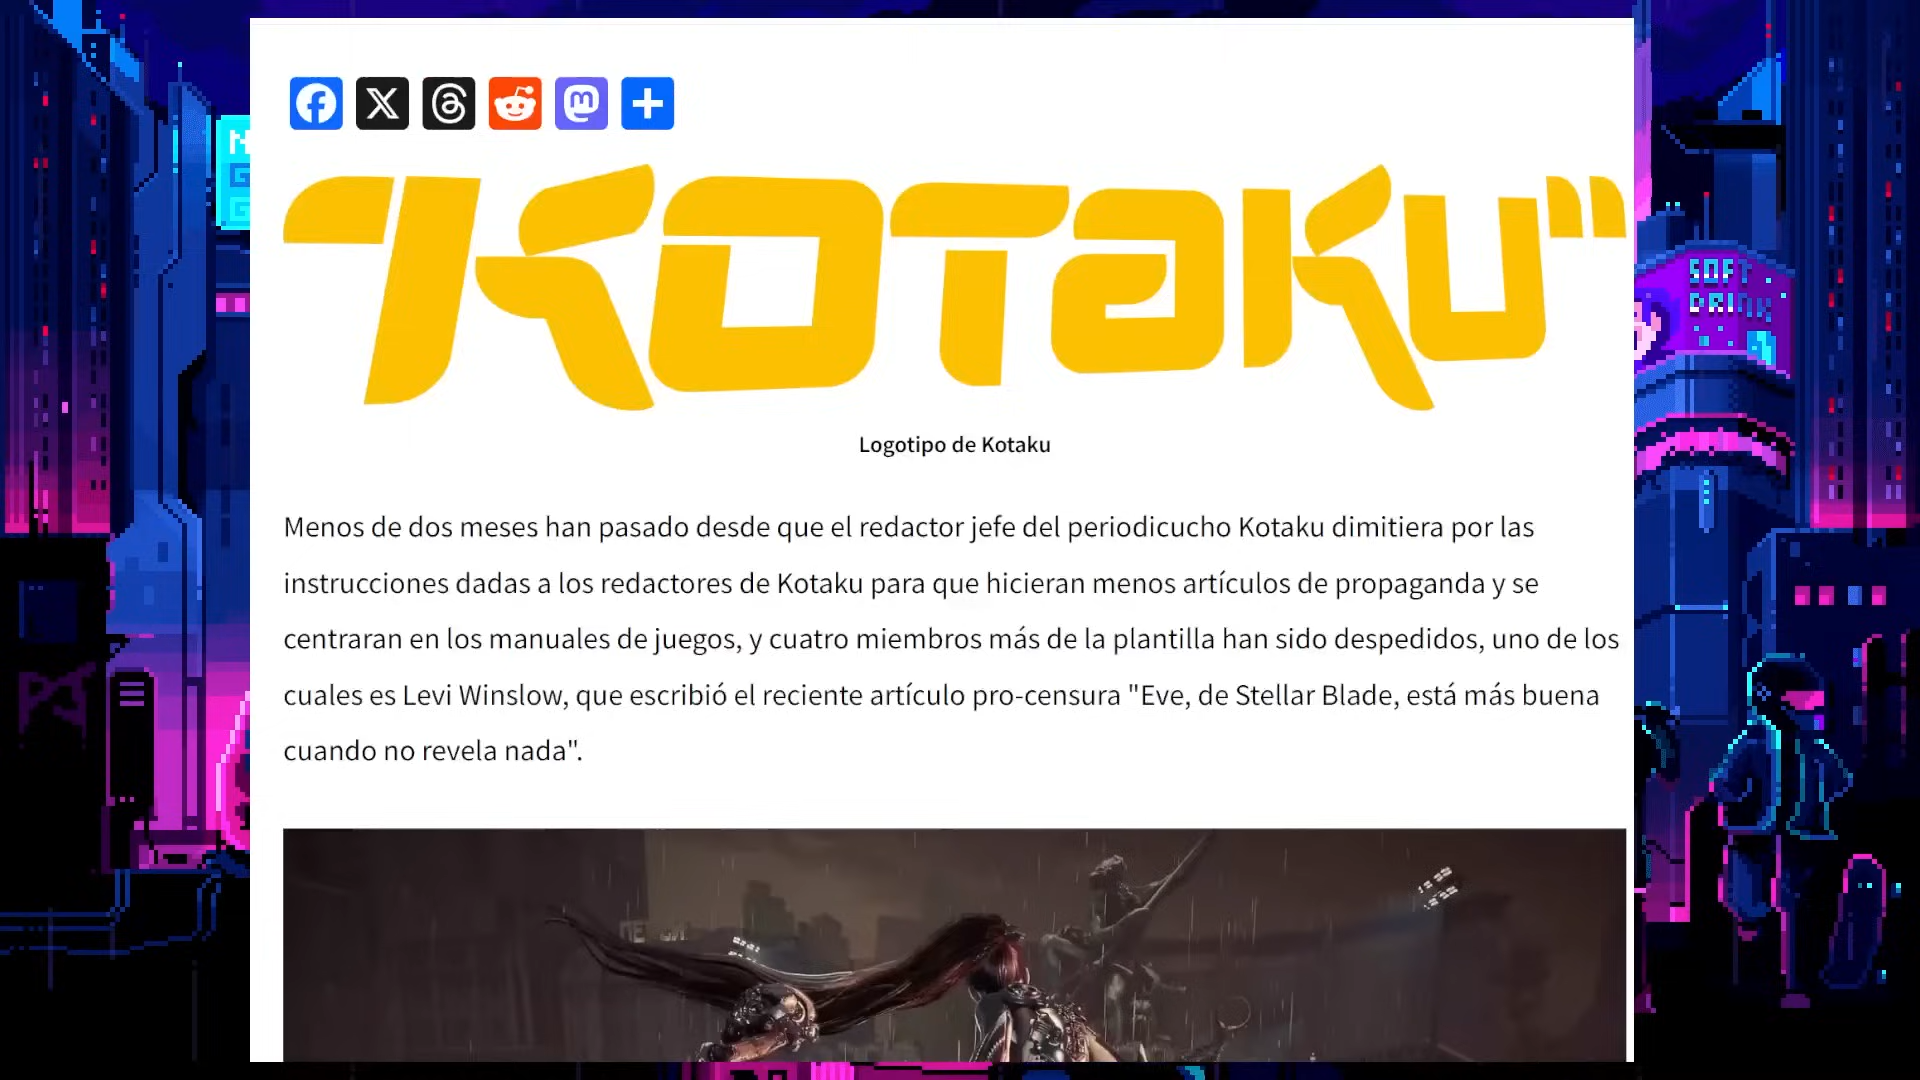 "KOTAKU"
Logotipo de Kotaku
Menos de dos meses han pasado desde que el redactor jefe del periodicucho Kotaku dimitiera por las
instrucciones dadas a los redactores de Kotaku para que hicieran menos artículos de propaganda y se
centraran en los manuales de juegos, y cuatro miembros más de la plantilla han sido despedidos, uno de los
cuales es Levi Winslow, que escribió el reciente artículo pro-censura "Eve, de Stellar Blade, está más buena
cuando no revela nada".
SOFT
DRINK